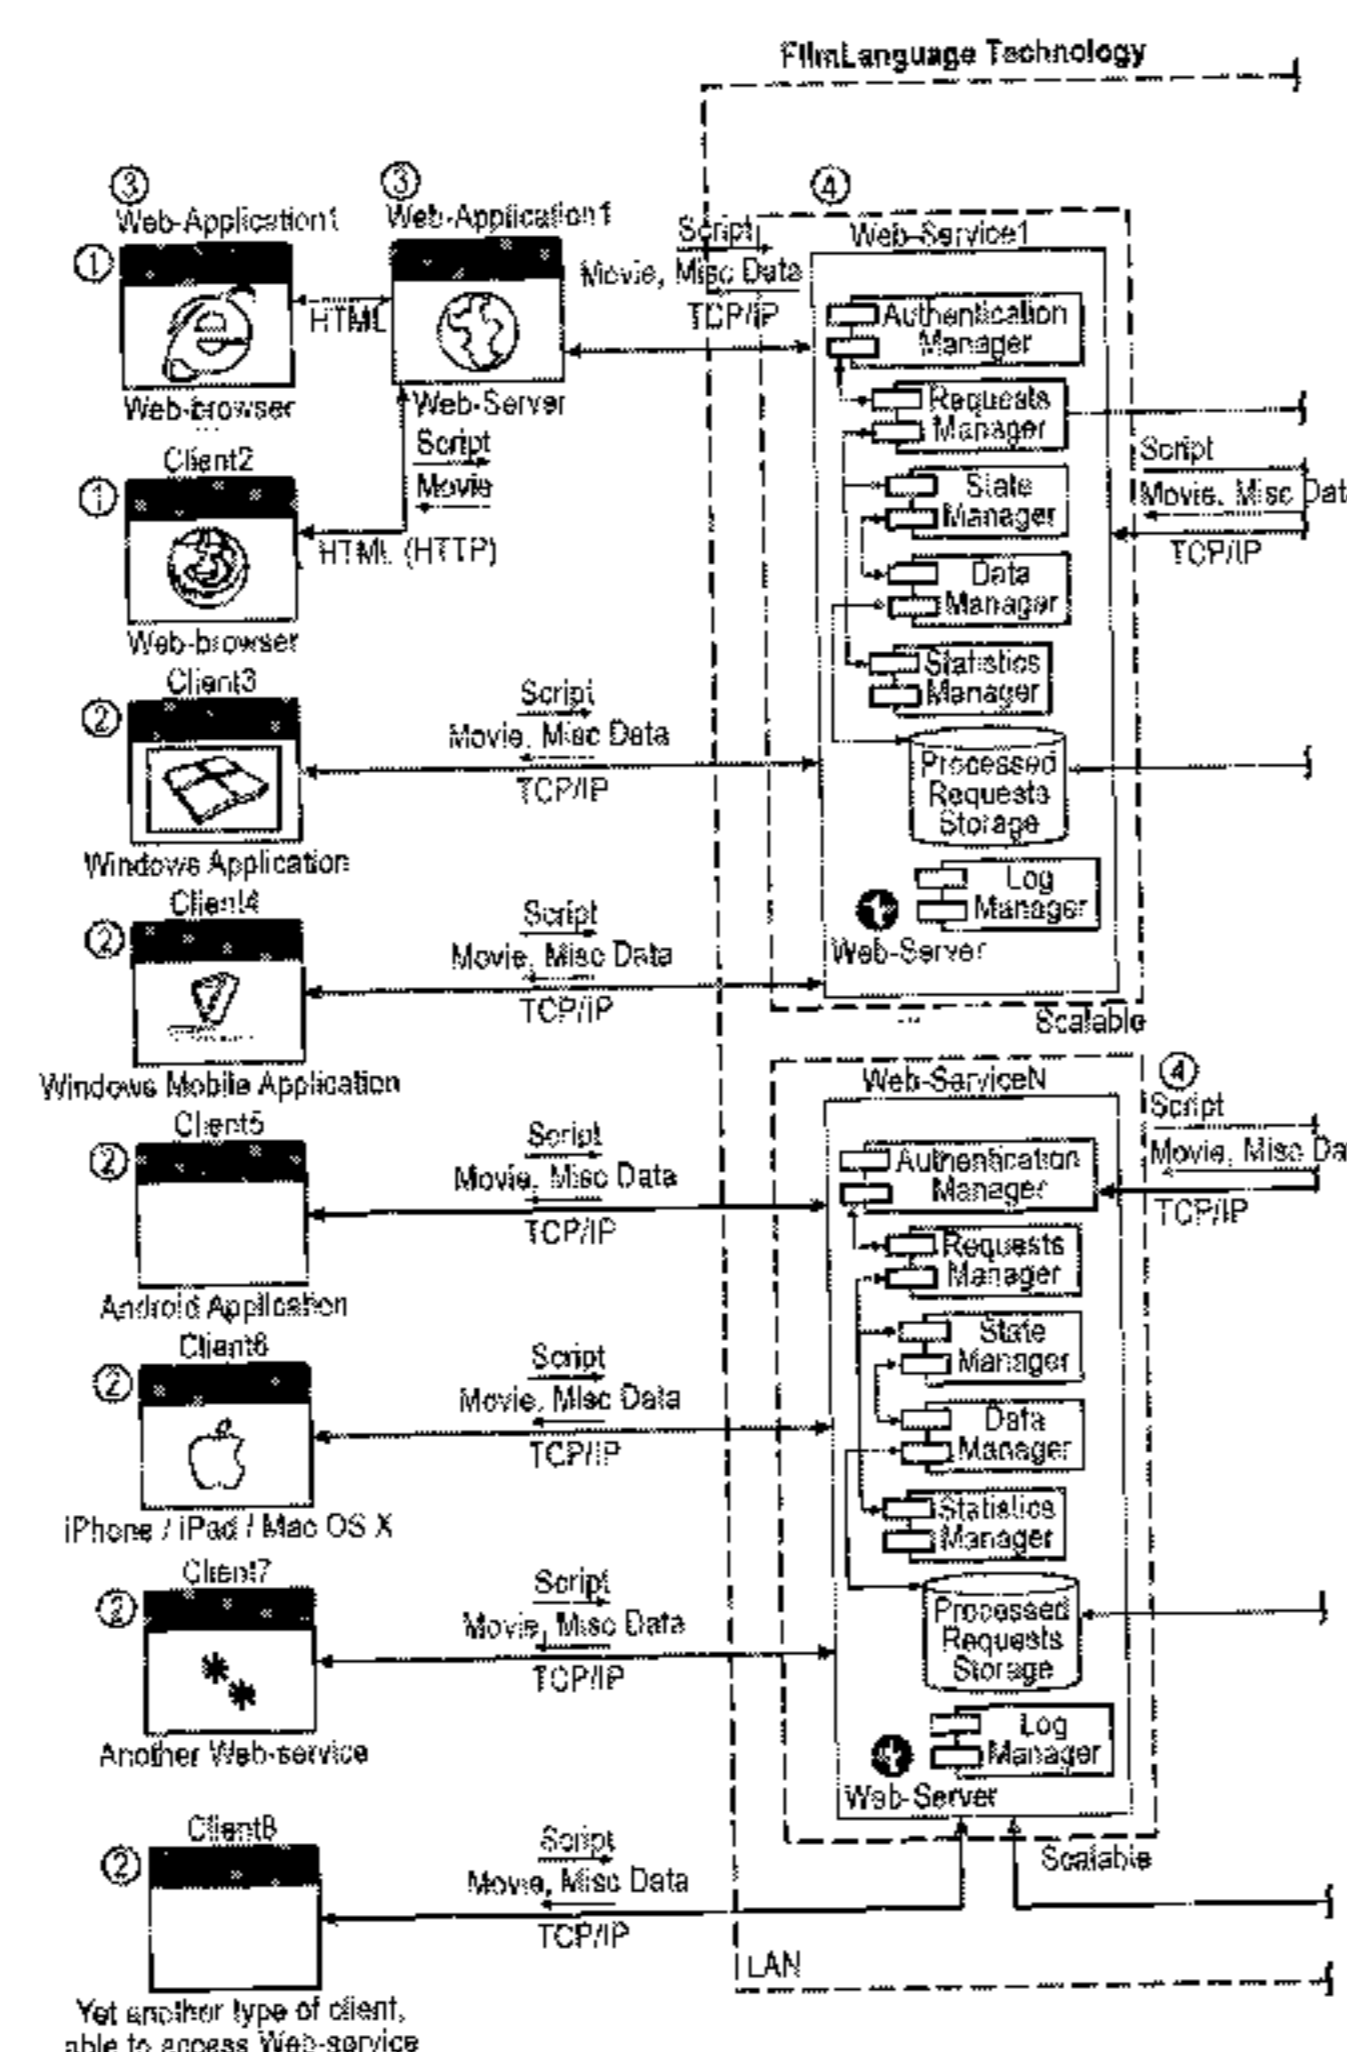 FilmLanguage Technology
3
3
4
Web-Application1
Web-Application1
Script
Web-Service1
1
Movie, Misc Data
TCP/IP
HTML
Authentication
Manager
Web-browser
Web-Server
...
Requests
Manager
Script
Movie
Client2
1
HTML (HTTP)
Script
Movie, Misc Dat
TCP/IP
State
Manager
Data
Manager
Web-browser
Client3
2
Script
Movie, Misc Data
TCP/IP
Statistics
Manager
Processed
Requests
Storage
Windows Application
Client4
2
Script
Movie, Misc Data
TCP/IP
Log
Manager
Web-Server
...
Scalable
Windows Mobile Application
Client5
2
Script
Movie, Misc Data
TCP/IP
Web-ServiceN
4
Script
Movie, Misc Da
TCP/IP
Authentication
Manager
Requests
Manager
Android Application
Client6
2
Script
Movie, Misc Data
TCP/IP
State
Manager
Data
Manager
iPhone / iPad / Mac OS X
Client7
2
Script
Movie, Misc Data
TCP/IP
Statistics
Manager
Processed
Requests
Storage
Another Web-service
Log
Manager
Web-Server
Client8
2
Script
Movie, Misc Data
TCP/IP
Scalable
LAN
Yet another type of client,
able to access Web-service